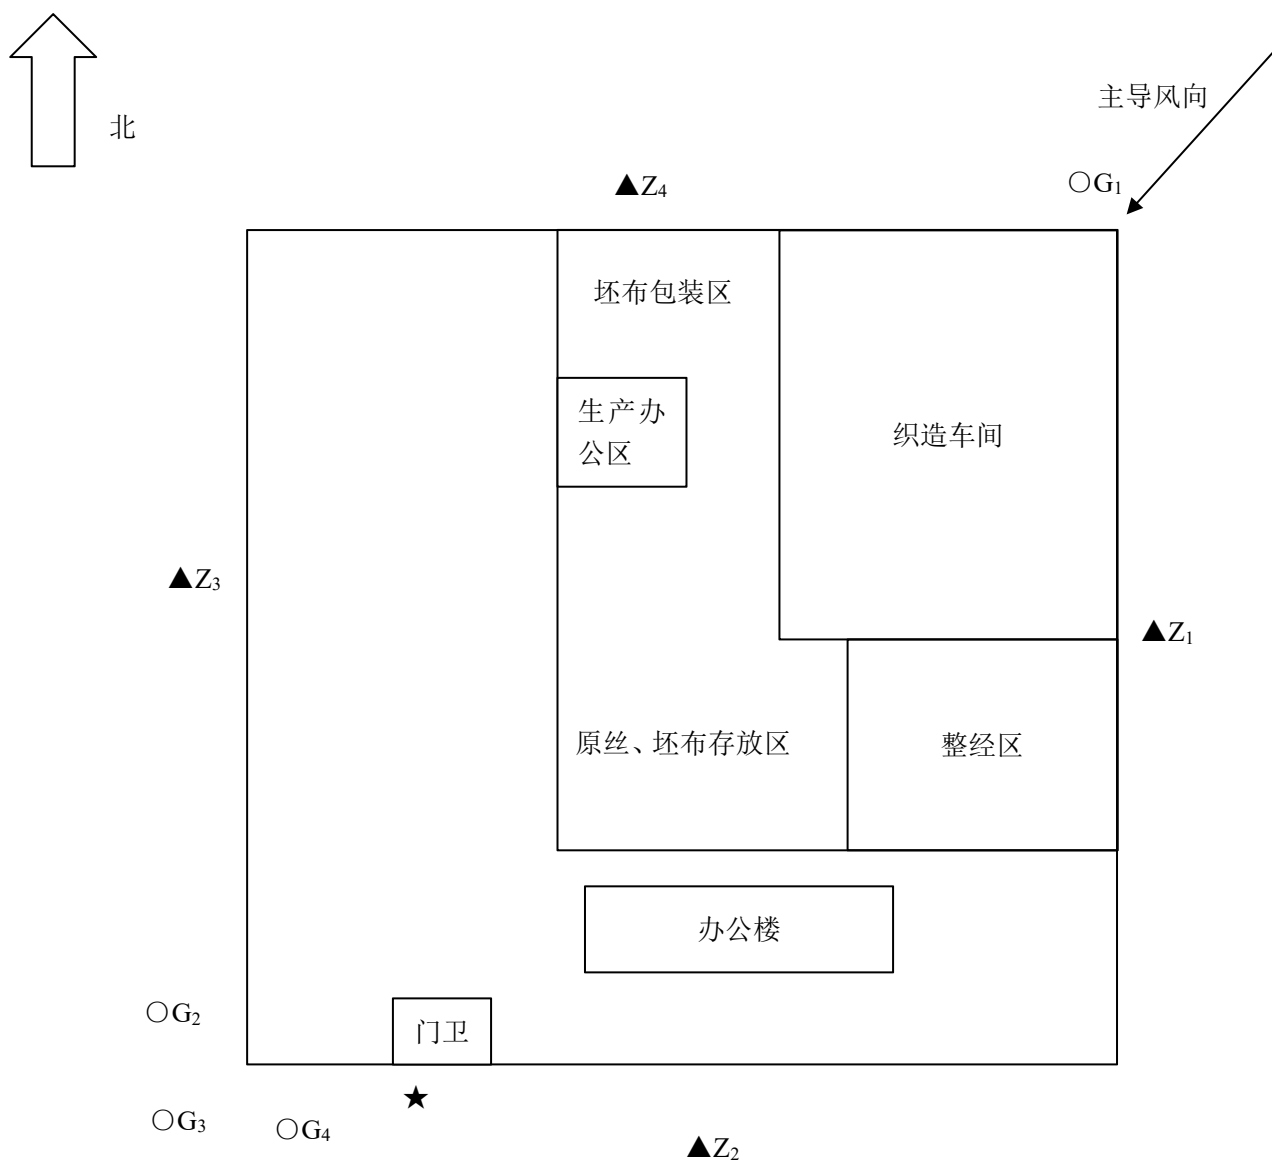 主导风向
北
○G₁
▲Z₄
坯布包装区
生产办
公区
织造车间
▲Z₃
▲Z₁
原丝、坯布存放区
整经区
办公楼
○G₂
门卫
★
○G₃
○G₄
▲Z₂